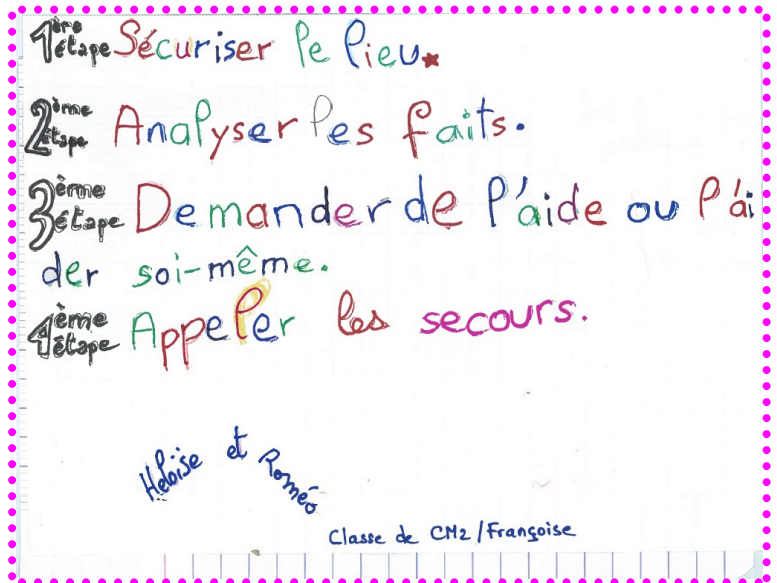 1ère étape Sécuriser le lieu.
2ème étape Analyser les faits.
3ème étape Demander de l'aide ou l'ai
der soi-même.
4ème étape Appeler les secours.
Héloïse et Roméo
Classe de CM2 / Françoise